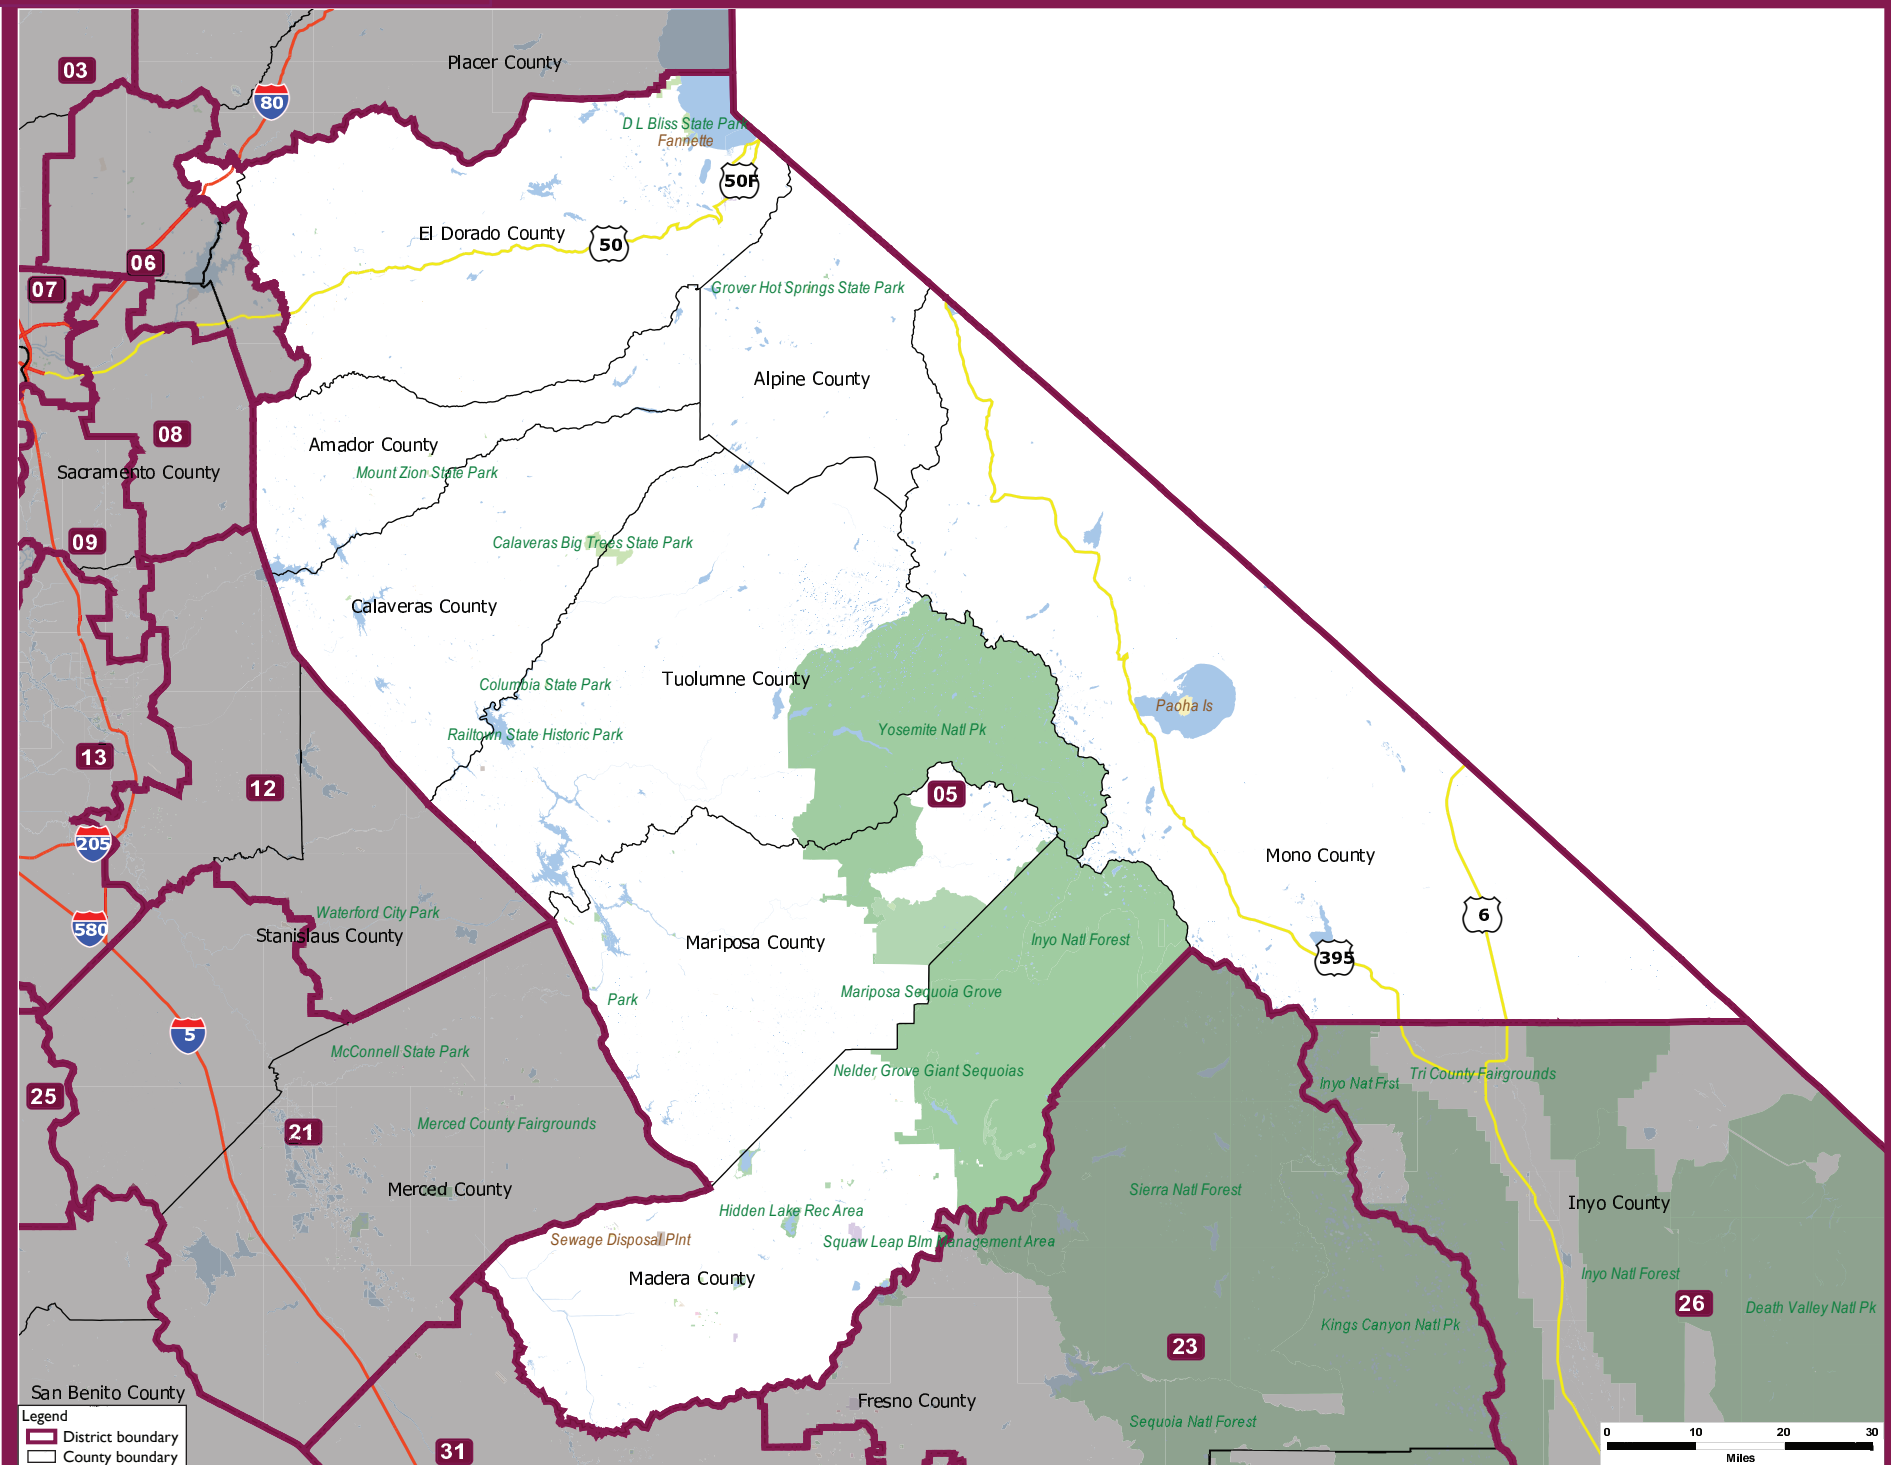 Placer County
03
80
D L Bliss State Park
Fannette
50F
El Dorado County
50
06
07
Grover Hot Springs State Park
Alpine County
08
Amador County
Sacramento County
Mount Zion State Park
09
Calaveras Big Trees State Park
Calaveras County
Tuolumne County
Columbia State Park
Paoha Is
Yosemite Natl Pk
Railtown State Historic Park
13
12
05
205
Mono County
Waterford City Park
6
580
Stanislaus County
Mariposa County
Inyo Natl Forest
395
Mariposa Sequoia Grove
Park
5
McConnell State Park
Nelder Grove Giant Sequoias
Tri County Fairgrounds
Inyo Nat Frst
25
Merced County Fairgrounds
21
Merced County
Sierra Natl Forest
Inyo County
Hidden Lake Rec Area
Sewage Disposal Plnt
Squaw Leap Blm Management Area
Madera County
Inyo Natl Forest
26
Death Valley Natl Pk
Kings Canyon Natl Pk
23
San Benito County
Fresno County
Sequoia Natl Forest
31
Legend
District boundary
County boundary
0 10 20 30
Miles